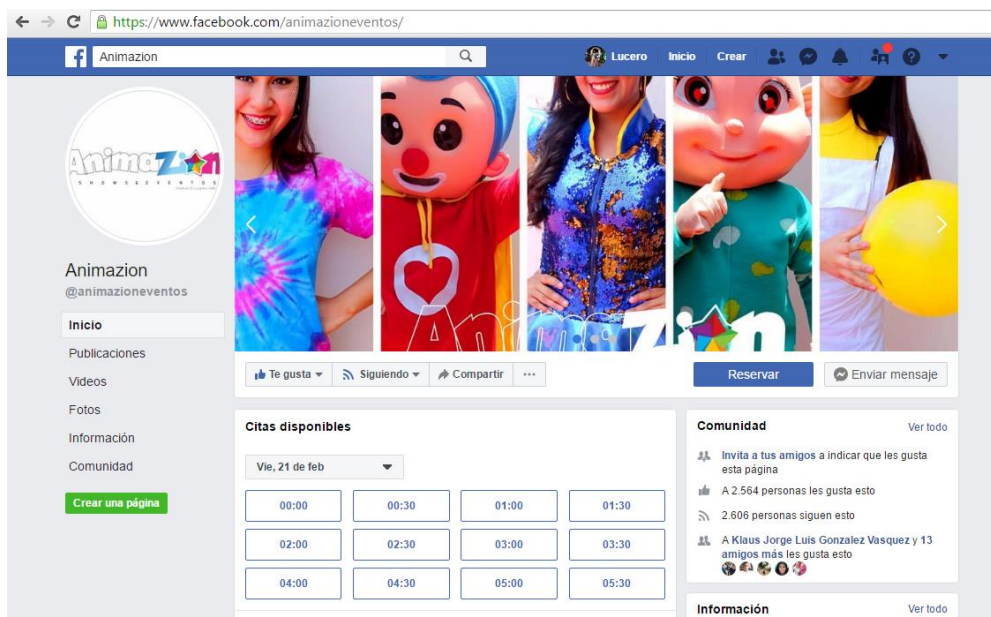 https://www.facebook.com/animazioneventos/
Animazion
Lucero
Inicio
Crear
AnimaZion
SHOWS & EVENTOS
AnimaZion
Animazion
@animazioneventos
Inicio
Publicaciones
Videos
Fotos
Información
Comunidad
Crear una página
Te gusta
Siguiendo
Compartir
Reservar
Enviar mensaje
Citas disponibles
Vie, 21 de feb
00:00 00:30 01:00 01:30
02:00 02:30 03:00 03:30
04:00 04:30 05:00 05:30
Comunidad Ver todo
Invita a tus amigos a indicar que les gusta
esta página
A 2.564 personas les gusta esto
2.606 personas siguen esto
A Klaus Jorge Luis Gonzalez Vasquez y 13
amigos más les gusta esto
Información Ver todo